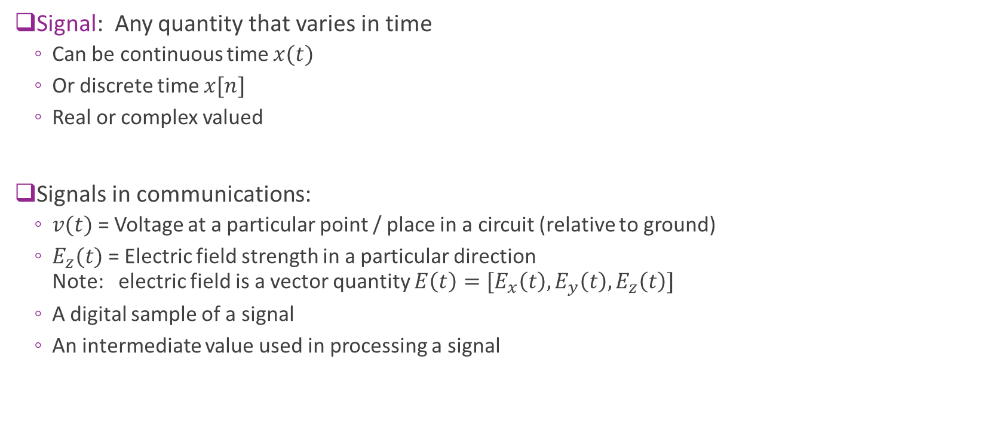 ❑Signal: Any quantity that varies in time
◦ Can be continuous time x(t)
◦ Or discrete time x[n]
◦ Real or complex valued
❑Signals in communications:
◦ v(t) = Voltage at a particular point / place in a circuit (relative to ground)
◦ E_z(t) = Electric field strength in a particular direction
Note: electric field is a vector quantity E(t) = [E_x(t), E_y(t), E_z(t)]
◦ A digital sample of a signal
◦ An intermediate value used in processing a signal